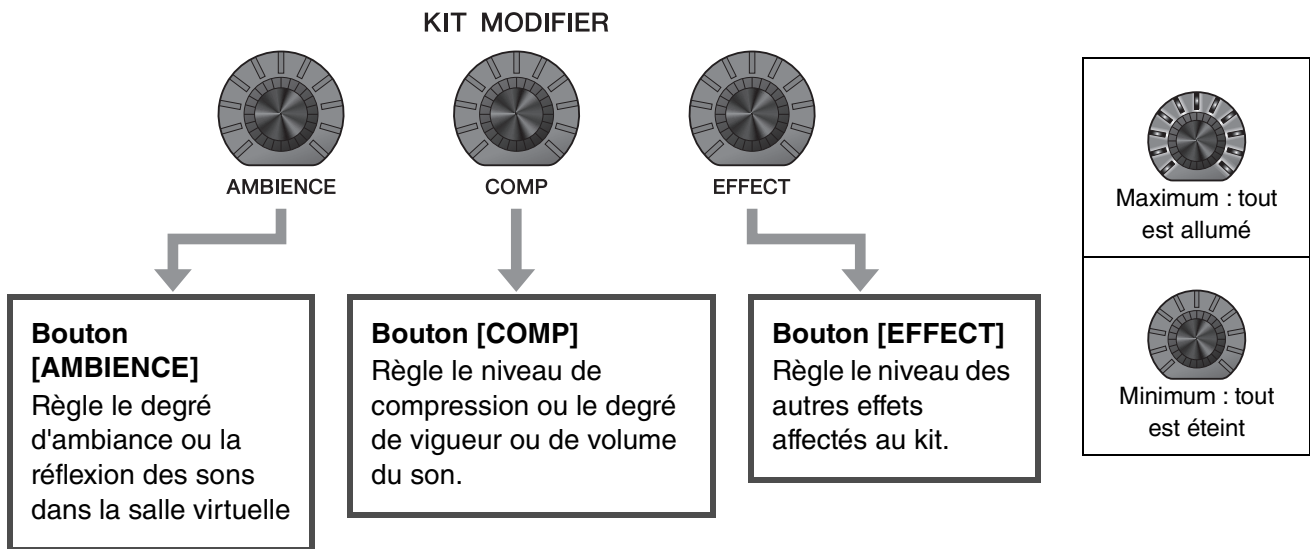 KIT MODIFIER
AMBIENCE
COMP
EFFECT
Bouton
[AMBIENCE]
Règle le degré
d'ambiance ou la
réflexion des sons
dans la salle virtuelle
Bouton [COMP]
Règle le niveau de
compression ou le degré
de vigueur ou de volume
du son.
Bouton [EFFECT]
Règle le niveau des
autres effets
affectés au kit.
Maximum : tout
est allumé
Minimum : tout
est éteint